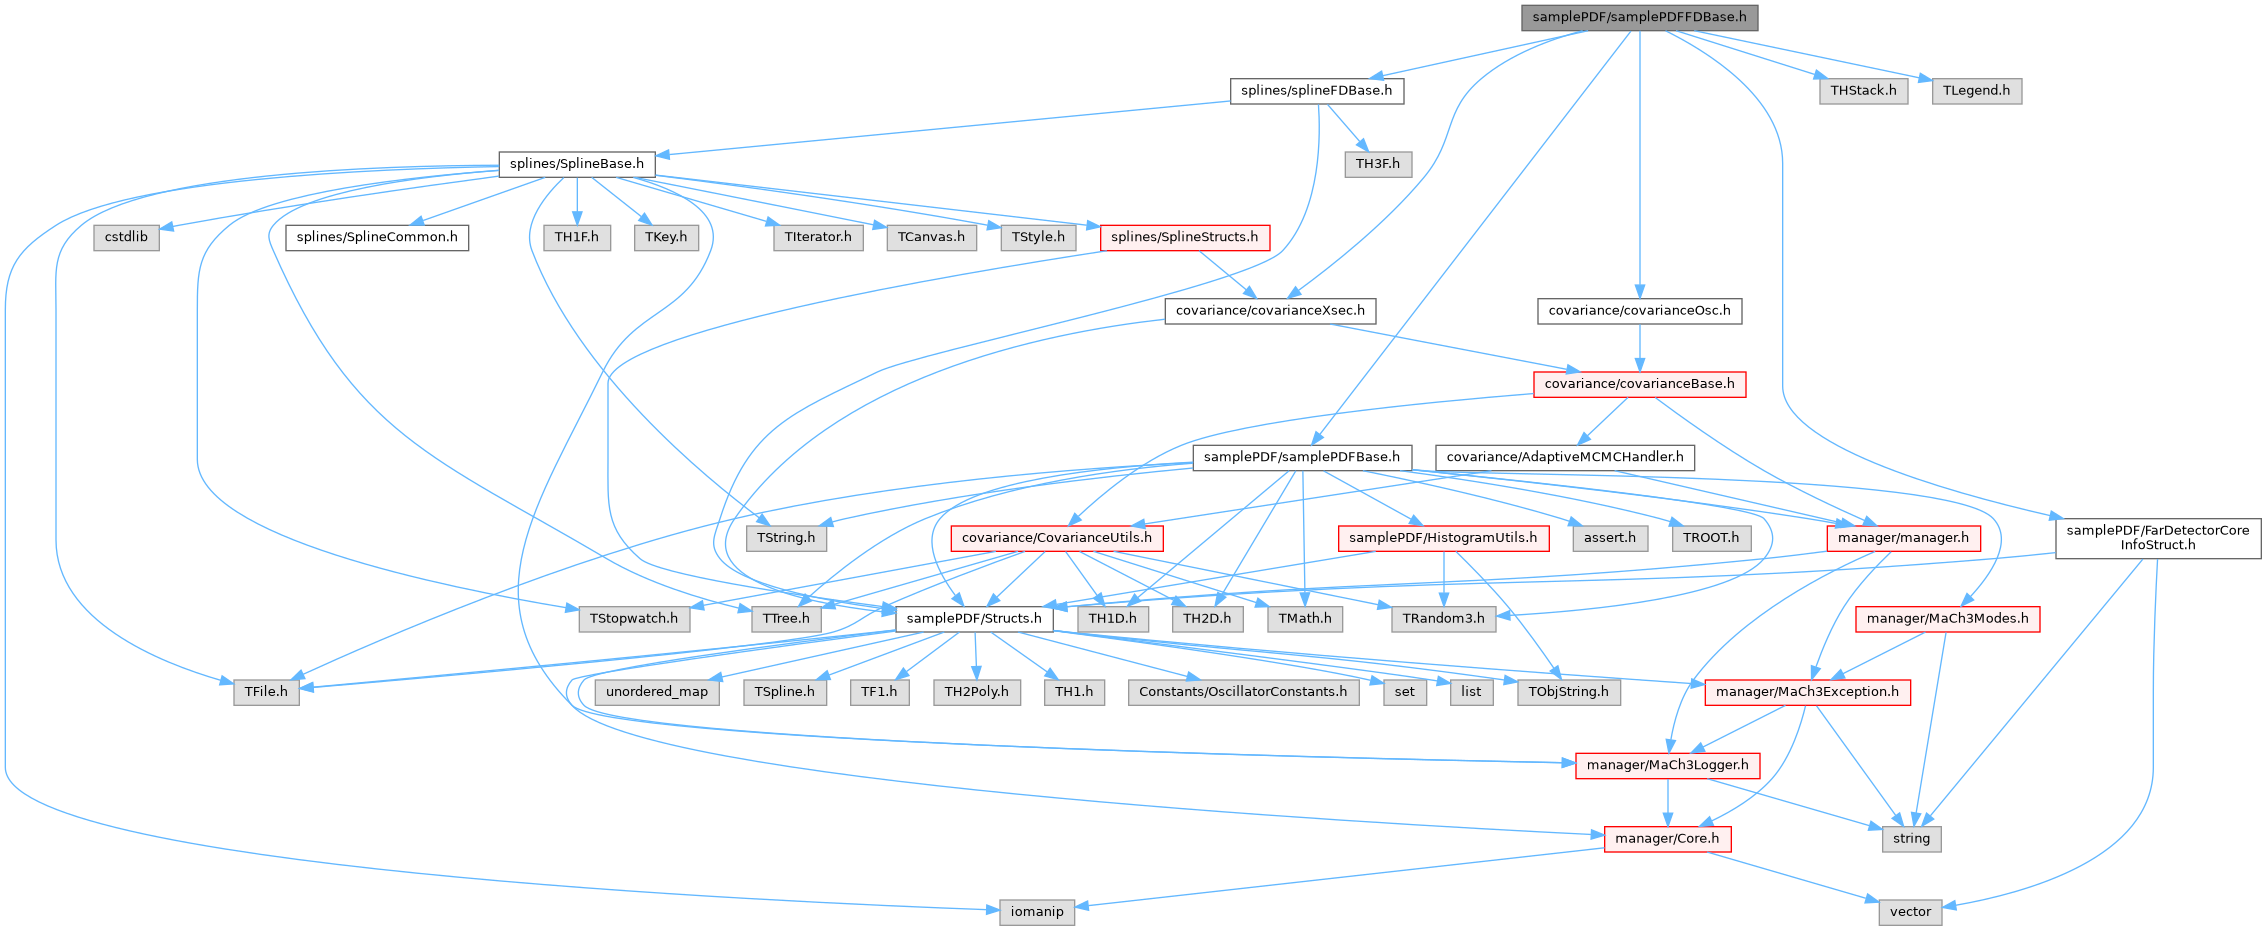 samplePDF/samplePDFFDBase.h
splines/splineFDBase.h
THStack.h
TLegend.h
splines/SplineBase.h
TH3F.h
cstdlib
splines/SplineCommon.h
TH1F.h
TKey.h
TIterator.h
TCanvas.h
TStyle.h
splines/SplineStructs.h
covariance/covarianceXsec.h
covariance/covarianceOsc.h
covariance/covarianceBase.h
samplePDF/samplePDFBase.h
covariance/AdaptiveMCMCHandler.h
TString.h
covariance/CovarianceUtils.h
samplePDF/HistogramUtils.h
assert.h
TROOT.h
manager/manager.h
samplePDF/FarDetectorCore
InfoStruct.h
TStopwatch.h
TTree.h
samplePDF/Structs.h
TH1D.h
TH2D.h
TMath.h
TRandom3.h
manager/MaCh3Modes.h
TFile.h
unordered_map
TSpline.h
TF1.h
TH2Poly.h
TH1.h
Constants/OscillatorConstants.h
set
list
TObjString.h
manager/MaCh3Exception.h
manager/MaCh3Logger.h
manager/Core.h
string
iomanip
vector